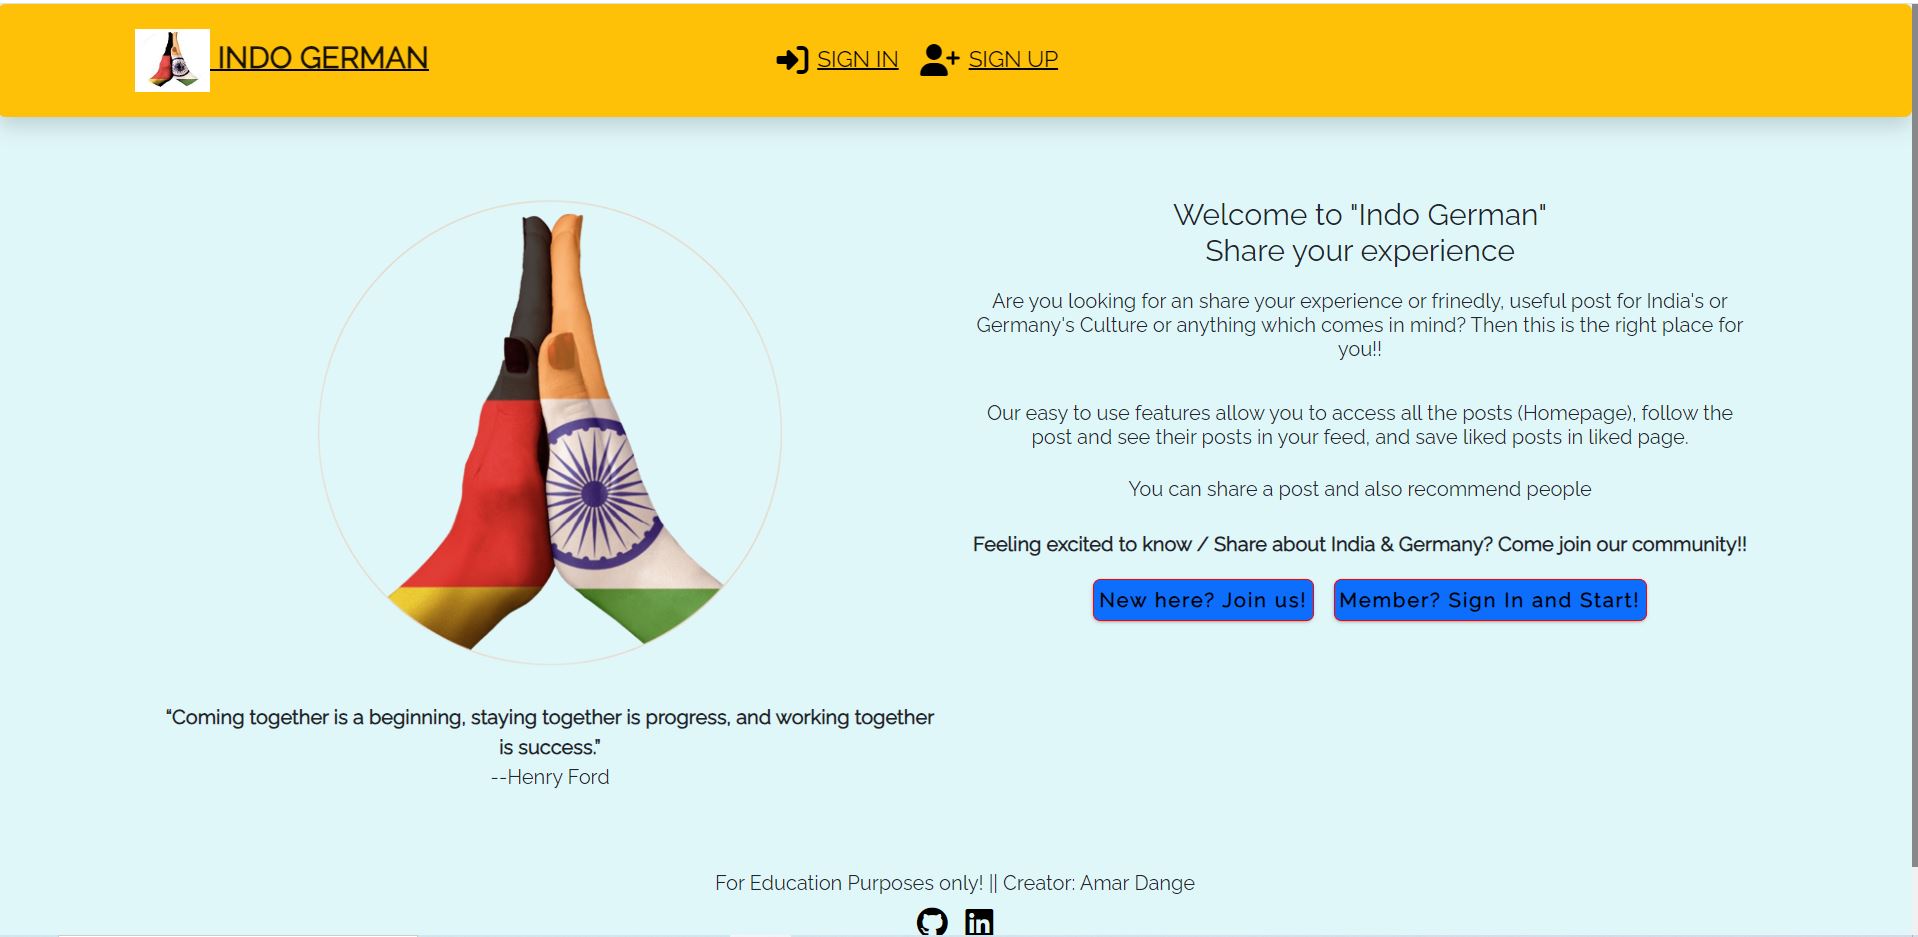 INDO GERMAN
SIGN IN
SIGN UP
Welcome to "Indo German"
Share your experience
Are you looking for an share your experience or frinedly, useful post for India's or
Germany's Culture or anything which comes in mind? Then this is the right place for
you!!
Our easy to use features allow you to access all the posts (Homepage), follow the
post and see their posts in your feed, and save liked posts in liked page.
You can share a post and also recommend people
Feeling excited to know / Share about India & Germany? Come join our community!!
New here? Join us!
Member? Sign In and Start!
“Coming together is a beginning, staying together is progress, and working together
is success.”
--Henry Ford
For Education Purposes only! || Creator: Amar Dange
in